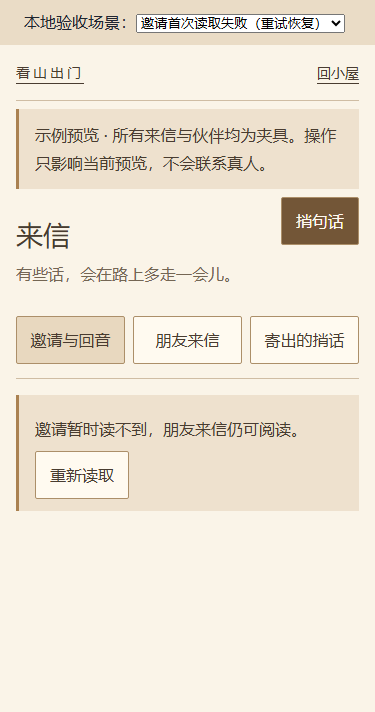 本地验收场景：邀请首次读取失败（重试恢复）
看山出门
回小屋
示例预览 · 所有来信与伙伴均为夹具。操作
只影响当前预览，不会联系真人。
捎句话
来信
有些话，会在路上多走一会儿。
邀请与回音
朋友来信
寄出的捎话
邀请暂时读不到，朋友来信仍可阅读。
重新读取